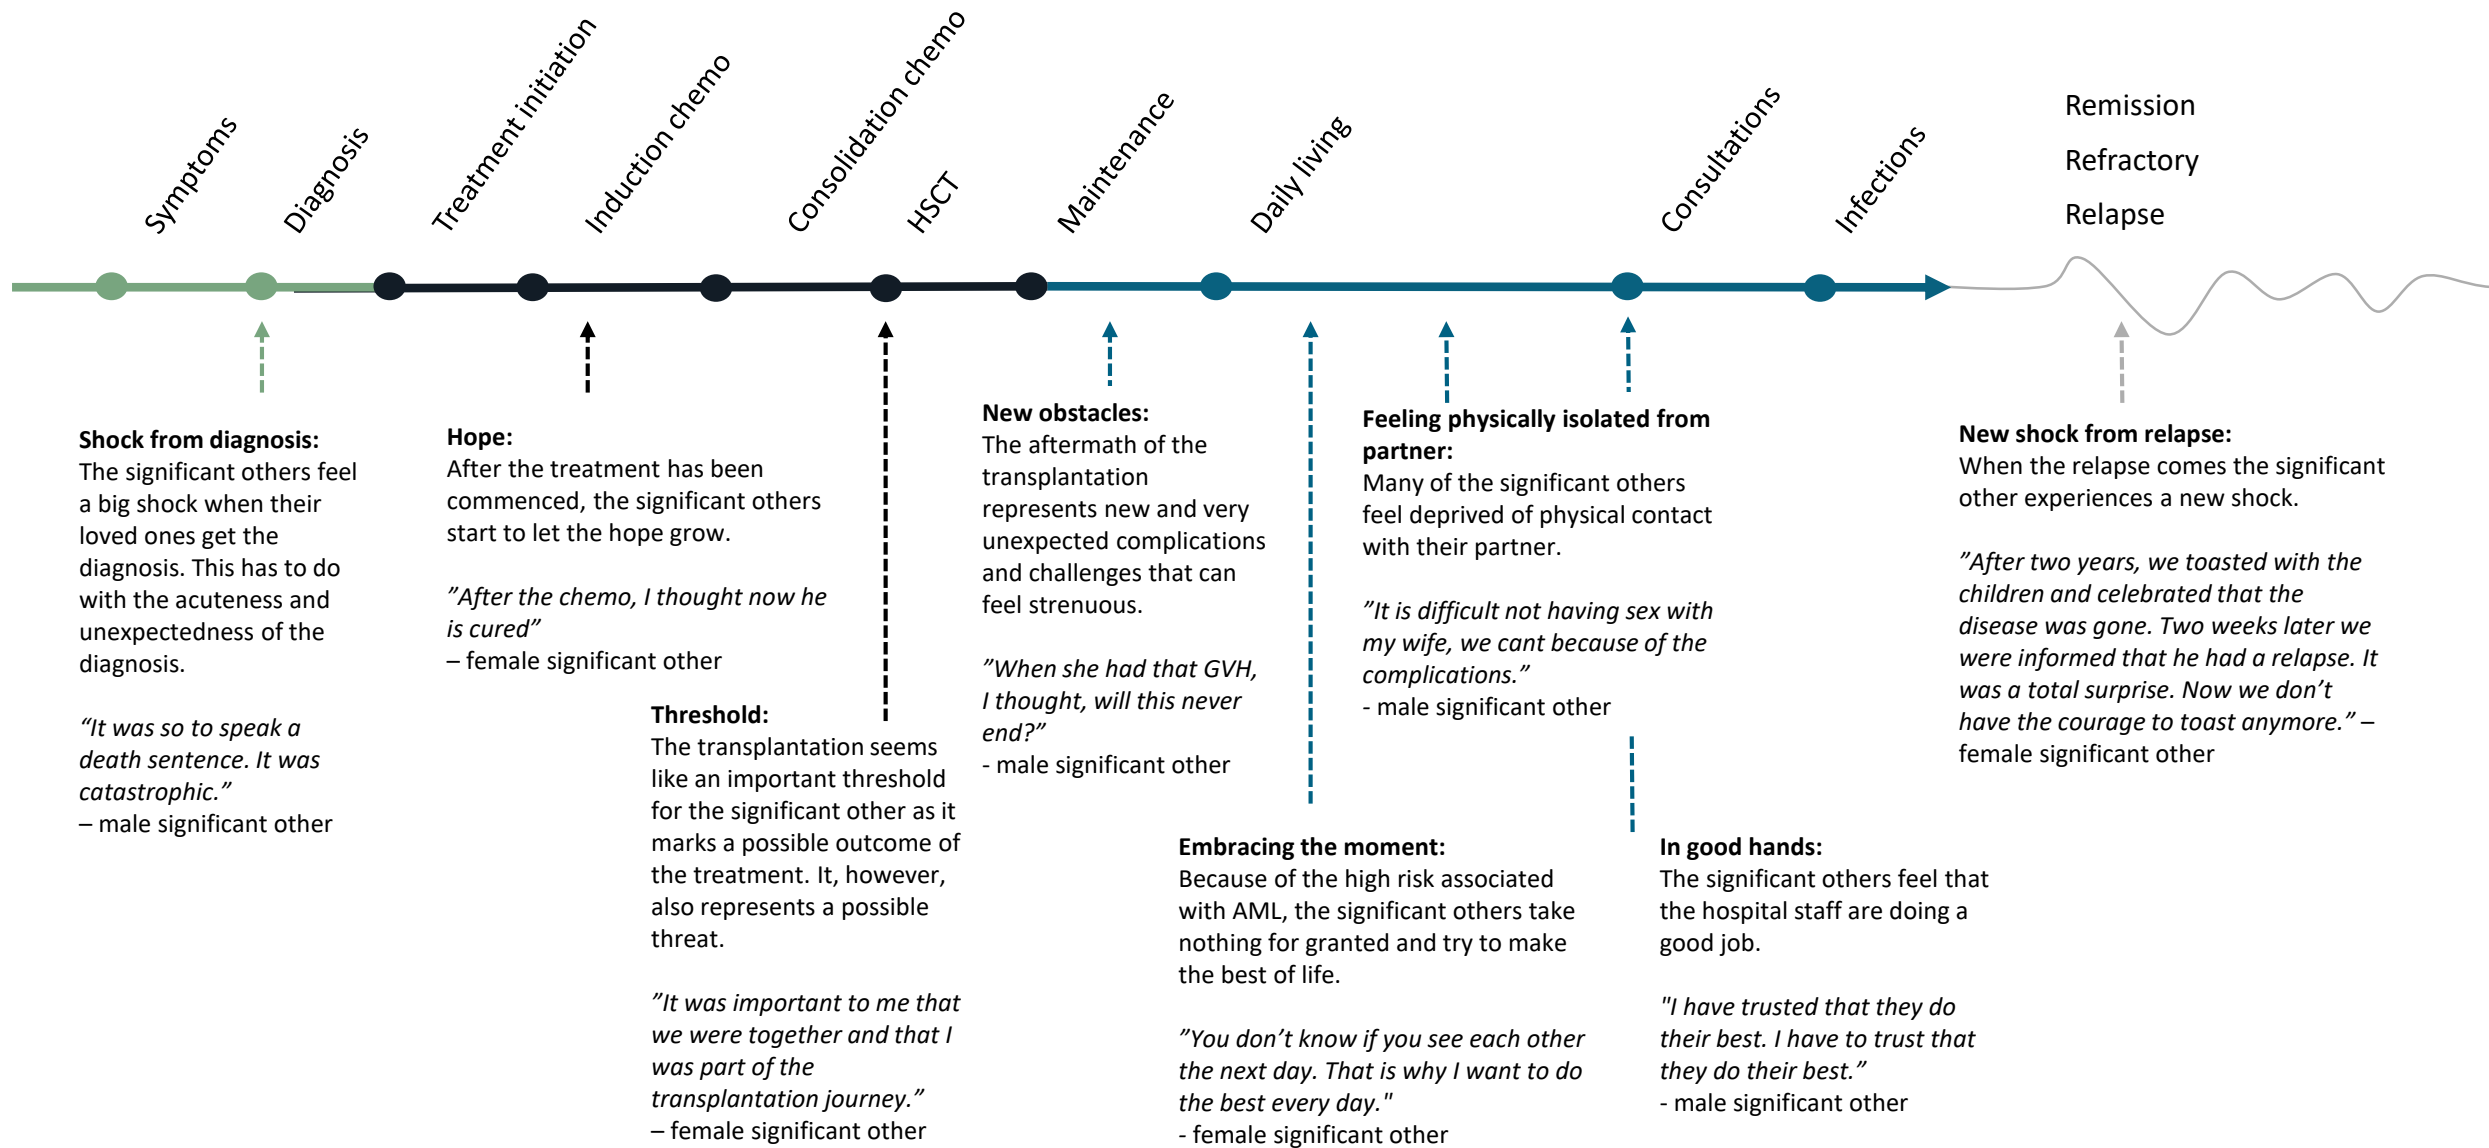 Symptoms
Diagnosis
Treatment initiation
Induction chemo
Consolidation chemo
HSCT
Maintenance
Daily living
Consultations
Infections
Remission
Refractory
Relapse
Shock from diagnosis:
The significant others feel
a big shock when their
loved ones get the
diagnosis. This has to do
with the acuteness and
unexpectedness of the
diagnosis.
“It was so to speak a
death sentence. It was
catastrophic.”
– male significant other
Hope:
After the treatment has been
commenced, the significant others
start to let the hope grow.
”After the chemo, I thought now he
is cured”
– female significant other
Threshold:
The transplantation seems
like an important threshold
for the significant other as it
marks a possible outcome of
the treatment. It, however,
also represents a possible
threat.
”It was important to me that
we were together and that I
was part of the
transplantation journey.”
– female significant other
New obstacles:
The aftermath of the
transplantation
represents new and very
unexpected complications
and challenges that can
feel strenuous.
”When she had that GVH,
I thought, will this never
end?”
- male significant other
Embracing the moment:
Because of the high risk associated
with AML, the significant others take
nothing for granted and try to make
the best of life.
”You don’t know if you see each other
the next day. That is why I want to do
the best every day."
- female significant other
Feeling physically isolated from
partner:
Many of the significant others
feel deprived of physical contact
with their partner.
”It is difficult not having sex with
my wife, we cant because of the
complications.”
- male significant other
In good hands:
The significant others feel that
the hospital staff are doing a
good job.
"I have trusted that they do
their best. I have to trust that
they do their best.”
- male significant other
New shock from relapse:
When the relapse comes the significant
other experiences a new shock.
”After two years, we toasted with the
children and celebrated that the
disease was gone. Two weeks later we
were informed that he had a relapse. It
was a total surprise. Now we don’t
have the courage to toast anymore.” –
female significant other